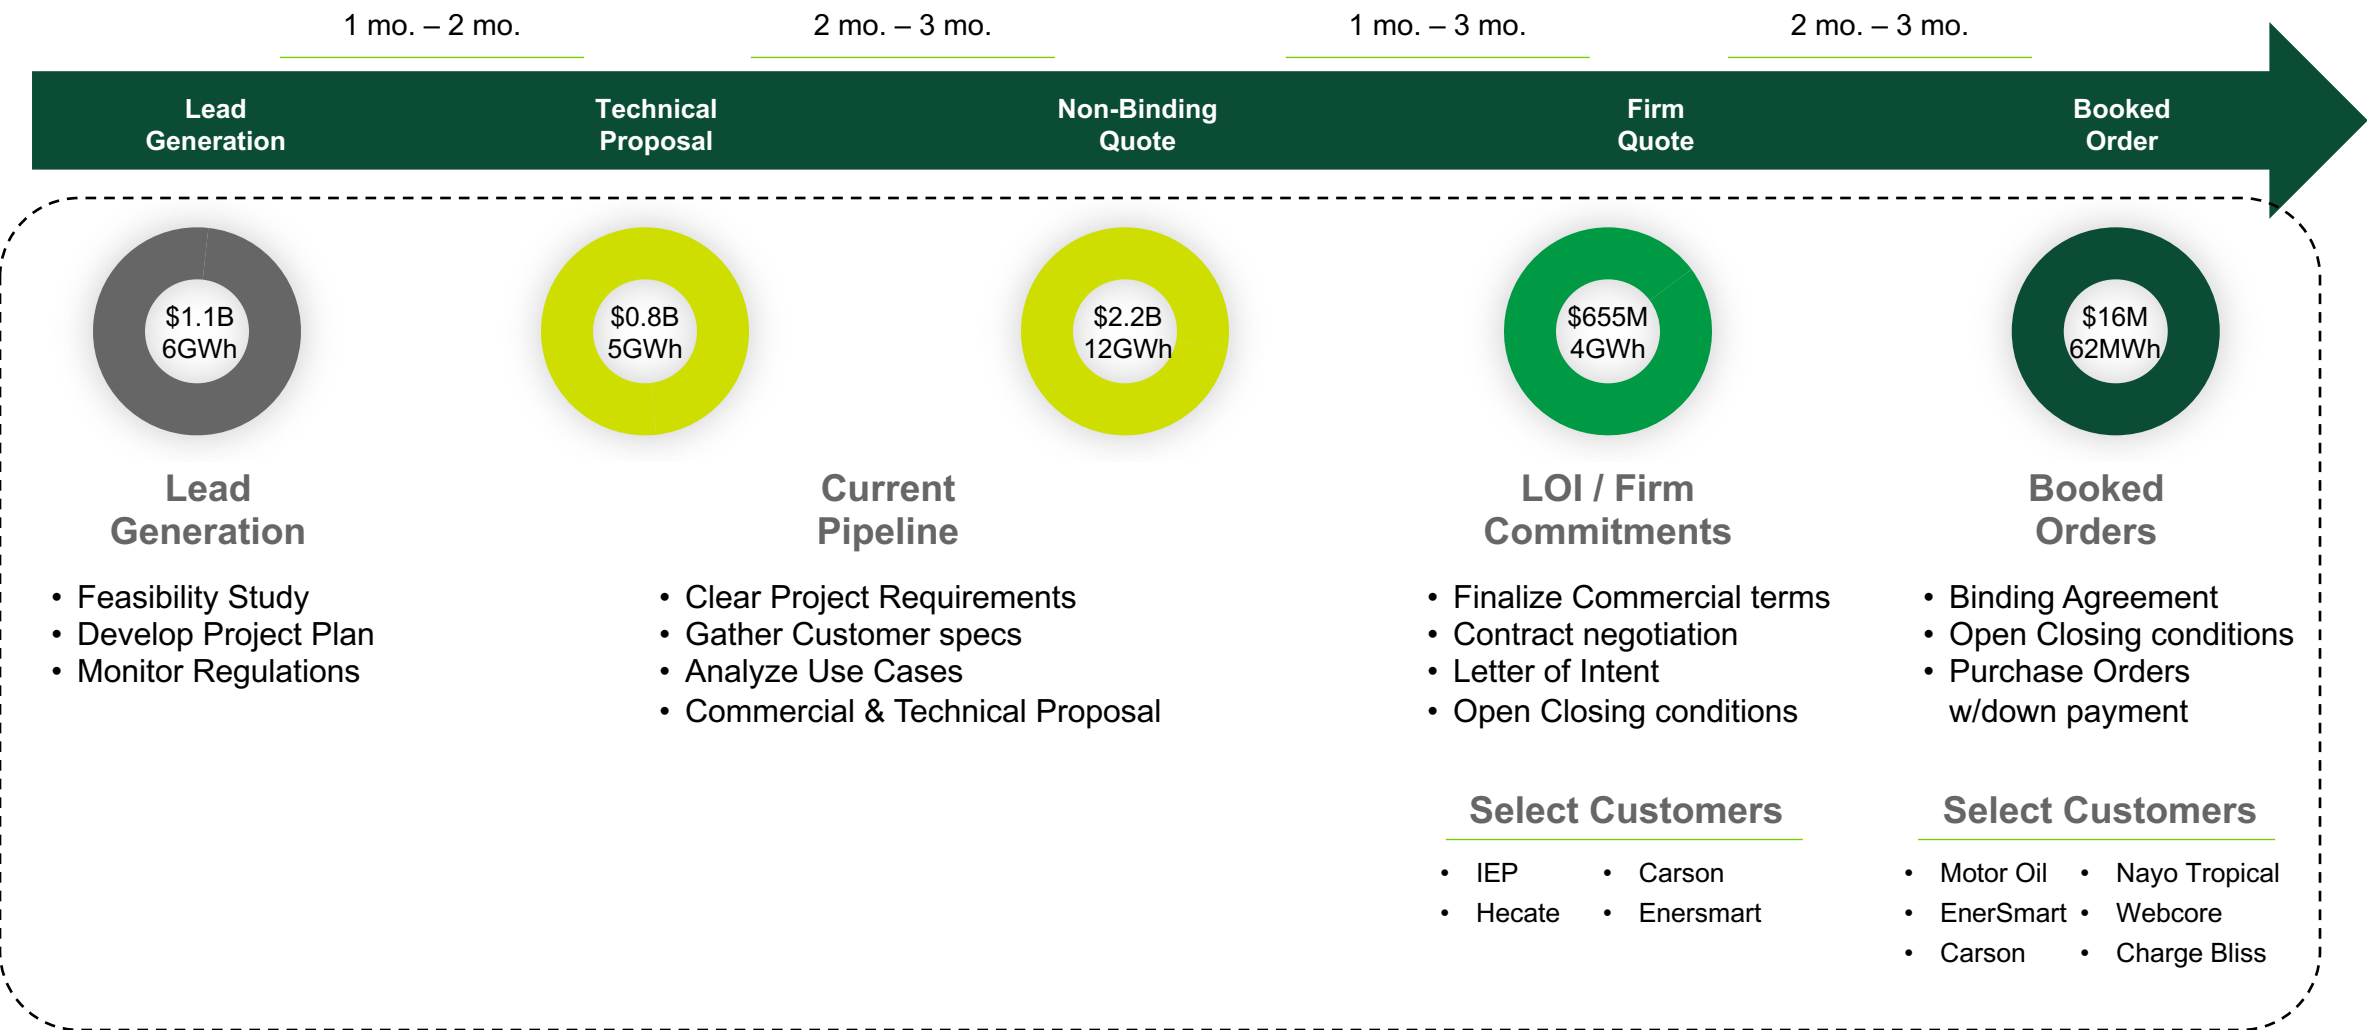 1 mo. – 2 mo.
2 mo. – 3 mo.
1 mo. – 3 mo.
2 mo. – 3 mo.
Lead
Generation
Technical
Proposal
Non-Binding
Quote
Firm
Quote
Booked
Order
$1.1B
6GWh
$0.8B
5GWh
$2.2B
12GWh
$655M
4GWh
$16M
62MWh
Lead
Generation
• Feasibility Study
• Develop Project Plan
• Monitor Regulations
Current
Pipeline
• Clear Project Requirements
• Gather Customer specs
• Analyze Use Cases
• Commercial & Technical Proposal
LOI / Firm
Commitments
• Finalize Commercial terms
• Contract negotiation
• Letter of Intent
• Open Closing conditions
Select Customers
• IEP
• Hecate
• Carson
• Enersmart
Booked
Orders
• Binding Agreement
• Open Closing conditions
• Purchase Orders
w/down payment
Select Customers
• Motor Oil
• EnerSmart
• Carson
• Nayo Tropical
• Webcore
• Charge Bliss